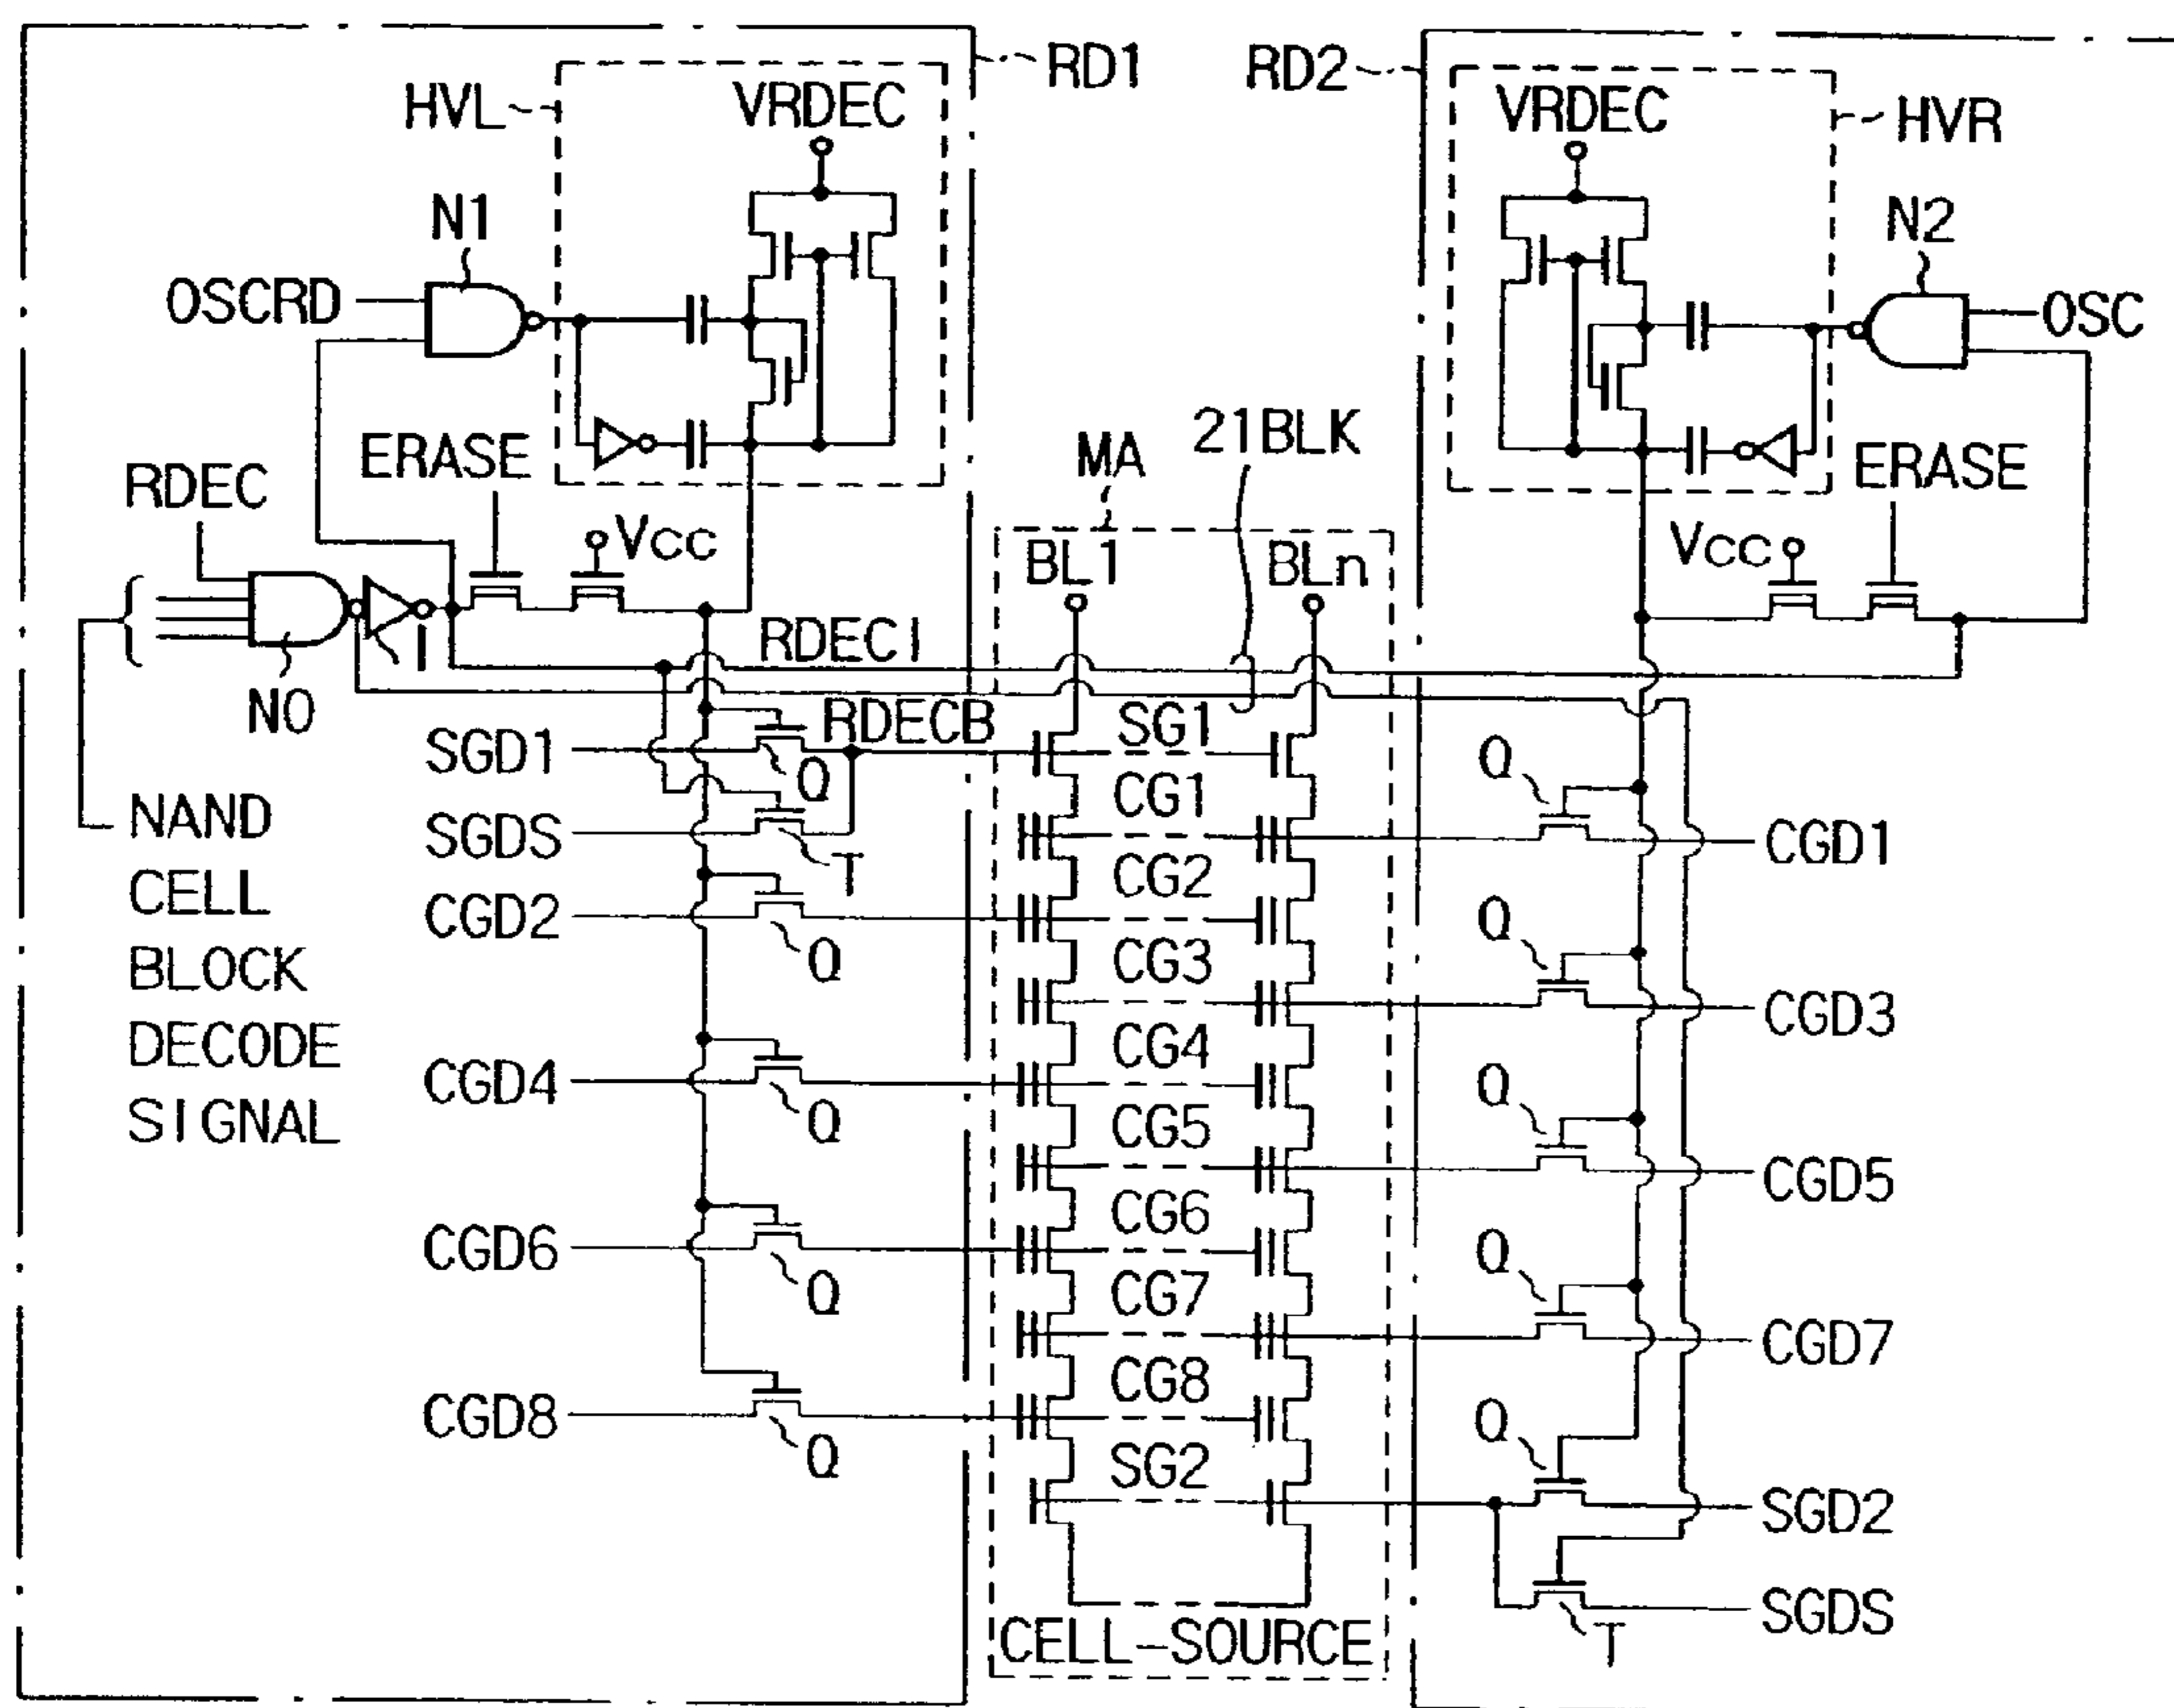 RD1
RD2
HVL
VRDEC
VRDEC
HVR
N1
N2
OSCRD
OSC
21BLK
ERASE
MA
ERASE
RDEC
Vcc
BL1
BLn
Vcc
I
RDECI
N0
RDECB
SGD1
Q
SG1
Q
CG1
NAND
CELL
BLOCK
DECODE
SIGNAL
SGDS
T
CGD1
CG2
CGD2
Q
Q
CG3
CGD3
CG4
CGD4
Q
Q
CG5
CGD5
CG6
CGD6
Q
Q
CG7
CGD7
CG8
CGD8
Q
Q
SG2
SGD2
CELL-SOURCE
T
SGDS